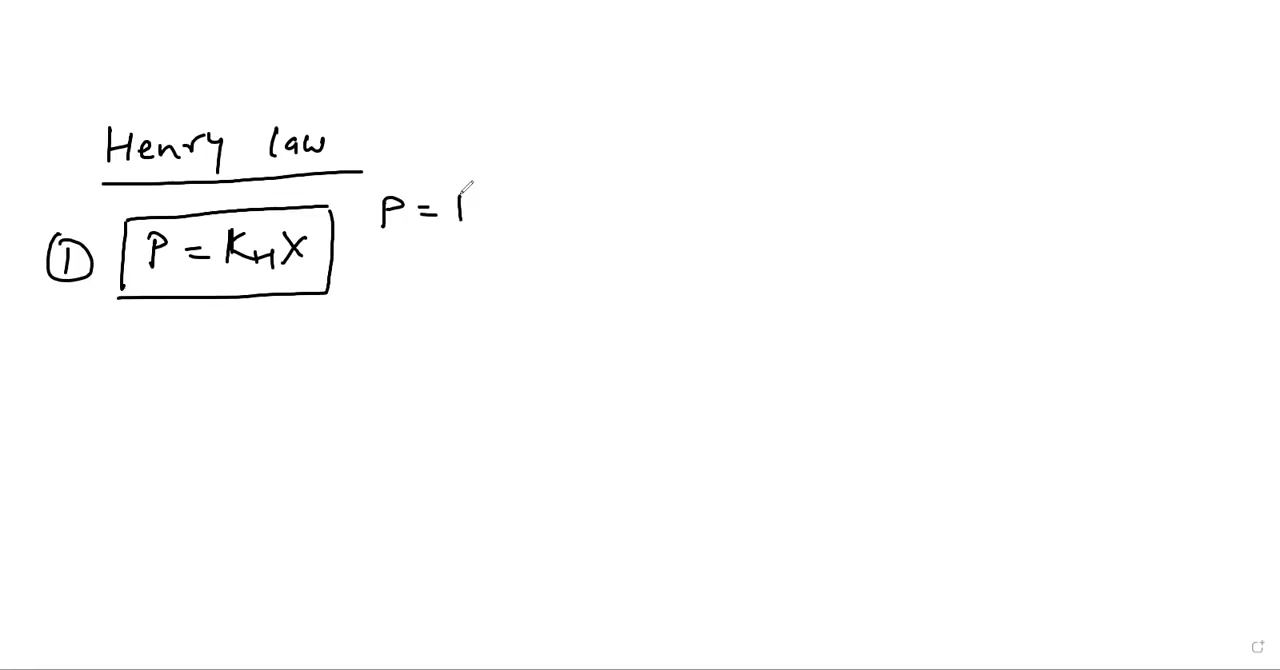 Henry law
① P = K_H X
P =